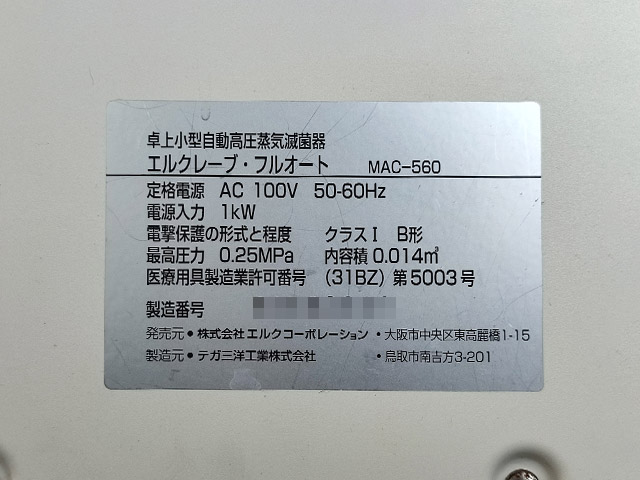 卓上小型自動高圧蒸気滅菌器
エルクレーブ・フルオート MAC-560
定格電源 AC 100V 50-60Hz
電源入力 1kW
電撃保護の形式と程度 クラスⅠ B形
最高圧力 0.25MPa 内容積 0.014㎥
医療用具製造業許可番号 (31BZ) 第5003号
製造番号
発売元・株式会社エルクコーポレーション ・大阪市中央区東高麗橋1-15
製造元・テガ三洋工業株式会社 ・鳥取市南吉方3-201